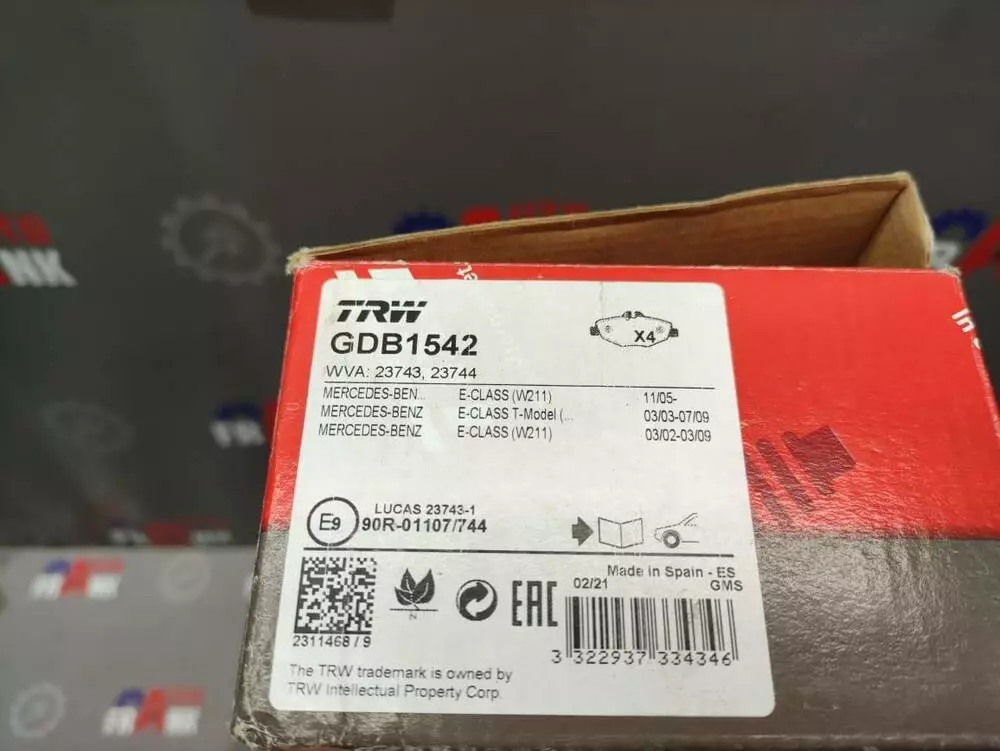 TRW
GDB1542
X4
WVA: 23743, 23744
MERCEDES-BEN... E-CLASS (W211) 11/05-
MERCEDES-BENZ E-CLASS T-Model (... 03/03-07/09
MERCEDES-BENZ E-CLASS (W211) 03/02-03/09
LUCAS 23743-1
E9 90R-01107/744
Made in Spain - ES
02/21 GMS
N
EAC
2311468 / 9
3 322937 334346
The TRW trademark is owned by
TRW Intellectual Property Corp.